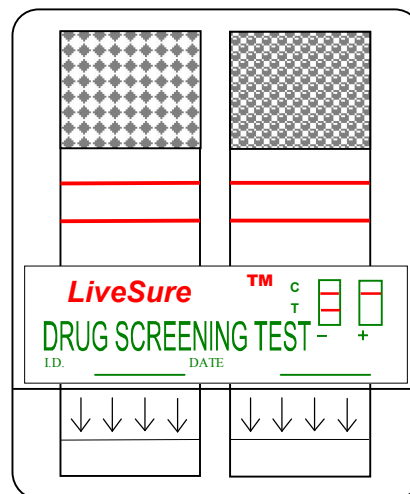 LiveSure ™
C
T
DRUG SCREENING TEST − +
I.D. DATE